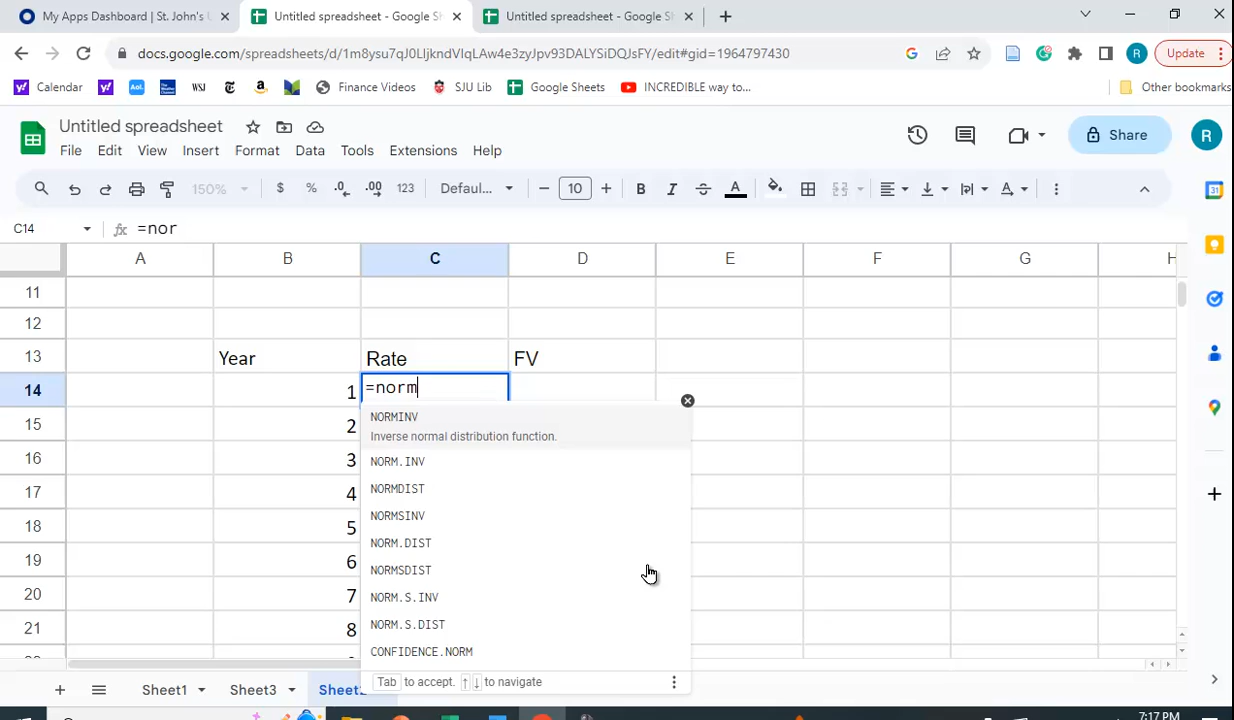 My Apps Dashboard | St. John's
Untitled spreadsheet - Google Sh
Untitled spreadsheet - Google Sh
docs.google.com/spreadsheets/d/1m8ysu7qJ0LljkndVlqLAw4e3zyJpv93DALYSiDQJsFY/edit#gid=1964797430
Update
Calendar
Aol.
WSJ
Finance Videos
SJU Lib
Google Sheets
INCREDIBLE way to...
Other bookmarks
Untitled spreadsheet
File Edit View Insert Format Data Tools Extensions Help
Share
R
150%
$ % .0 .00 123
Defaul...
10
B I A
C14
fx =nor
A B C D E F G H
11
12
13 Year Rate FV
14 1 =norm
NORMINV
Inverse normal distribution function.
15 2
16 3 NORM.INV
NORMDIST
17 4
NORMSINV
18 5
NORM.DIST
19 6 NORMSDIST
20 7 NORM.S.INV
21 8 NORM.S.DIST
CONFIDENCE.NORM
Tab to accept. ↑ ↓ to navigate
Sheet1 Sheet3 Sheet2
7:17 PM